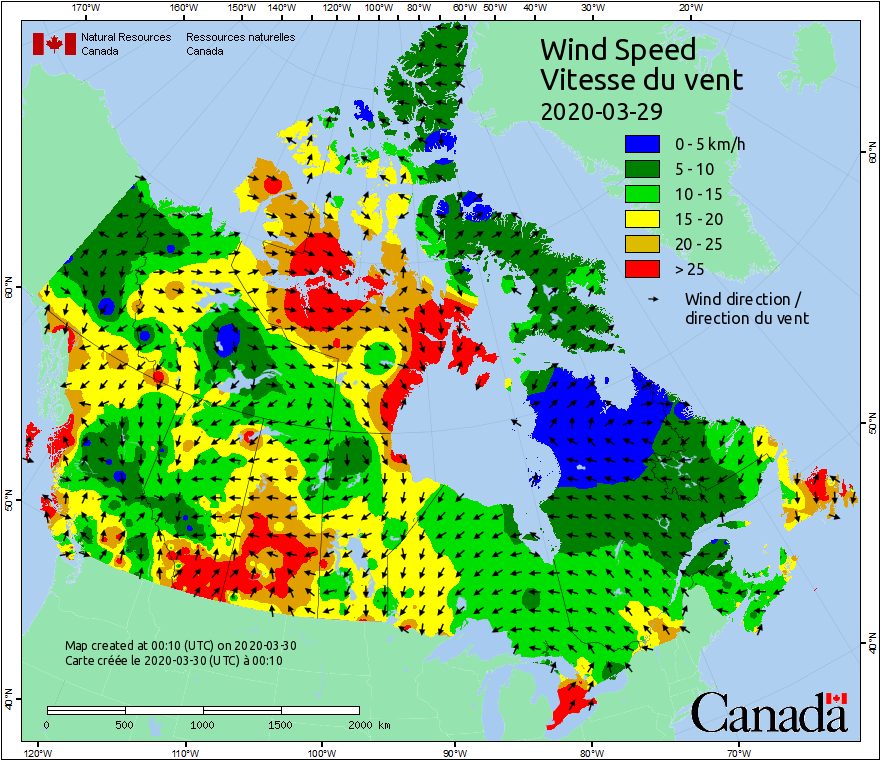 170°W 160°W 150°W 140°W 130°W 120°W 110°W 100°W 90°W 80°W 70°W 60°W 50°W 40°W 30°W 20°W
Natural Resources Canada
Ressources naturelles Canada
Wind Speed
Vitesse du vent
2020-03-29
0 - 5 km/h
5 - 10
10 - 15
15 - 20
20 - 25
> 25
Wind direction /
direction du vent
60°N
60°N
50°N
50°N
40°N
40°N
Map created at 00:10 (UTC) on 2020-03-30
Carte créée le 2020-03-30 (UTC) à 00:10
0 500 1000 1500 2000 km
Canada
120°W 110°W 100°W 90°W 80°W 70°W